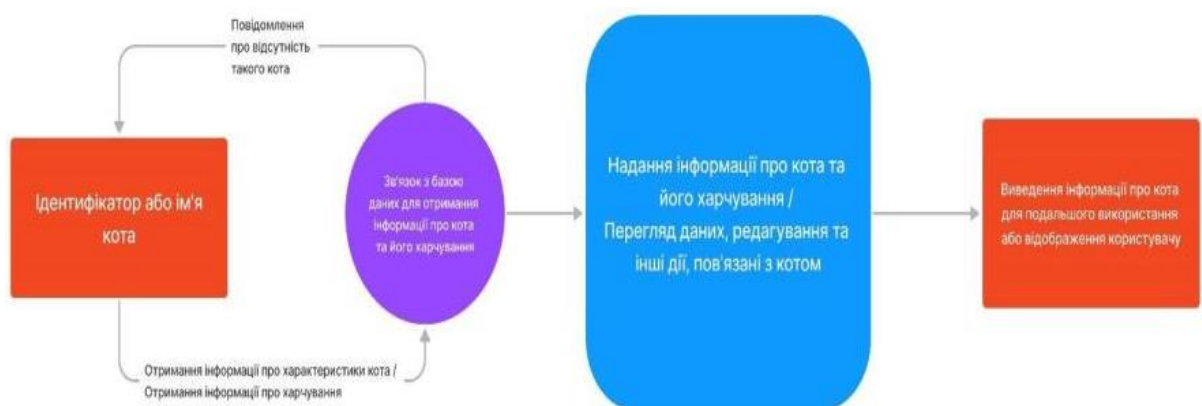 Повідомлення
про відсутність
такого кота
Ідентифікатор або ім'я
кота
Зв'язок з базою
даних для отримання
інформації про кота
та його харчування
Надання інформації про кота та
його харчування /
Перегляд даних, редагування та
інші дії, пов'язані з котом
Виведення інформації про кота
для подальшого використання
або відображення користувачу
Отримання інформації про характеристики кота /
Отримання інформації про харчування